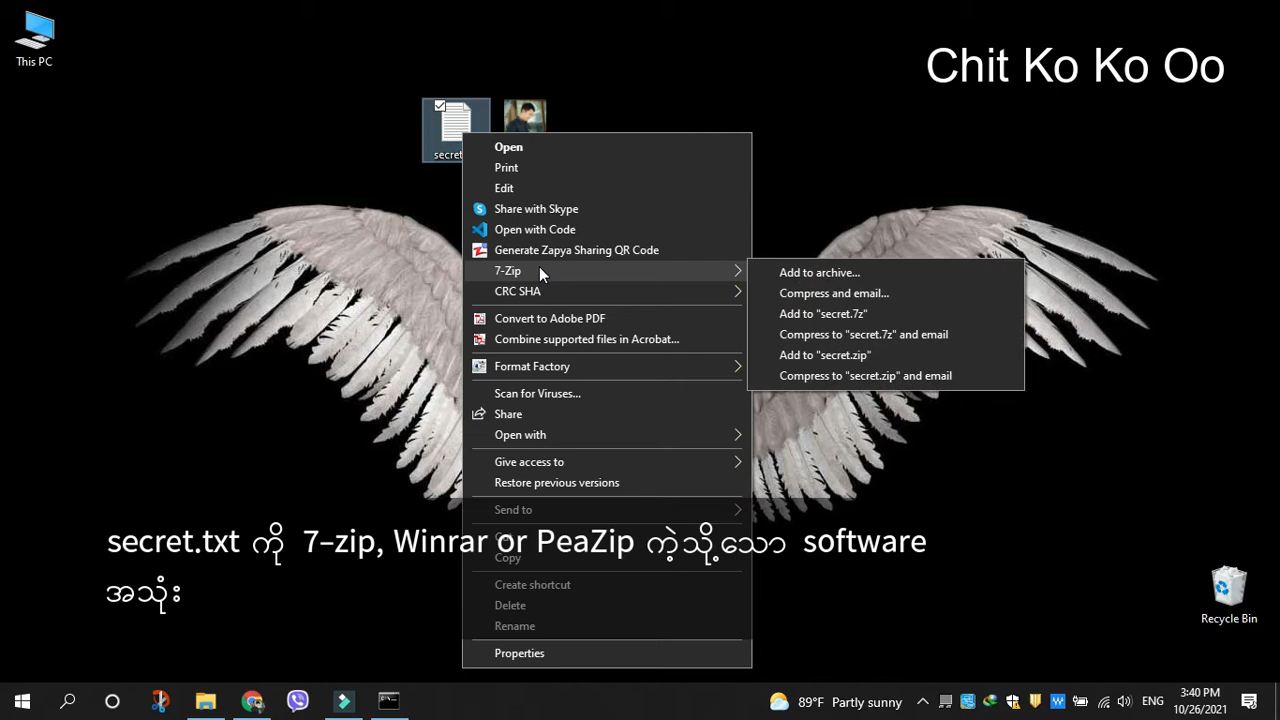 This PC
Chit Ko Ko Oo
secret
Open
Print
Edit
Share with Skype
Open with Code
Generate Zapya Sharing QR Code
7-Zip
CRC SHA
Convert to Adobe PDF
Combine supported files in Acrobat...
Format Factory
Scan for Viruses...
Share
Open with
Give access to
Restore previous versions
Send to
Copy
Create shortcut
Delete
Rename
Properties
Add to archive...
Compress and email...
Add to "secret.7z"
Compress to "secret.7z" and email
Add to "secret.zip"
Compress to "secret.zip" and email
secret.txt ကို 7-zip, Winrar or PeaZip ကဲ့သို့သော software
အသုံး
Recycle Bin
89°F Partly sunny
ENG
3:40 PM
10/26/2021